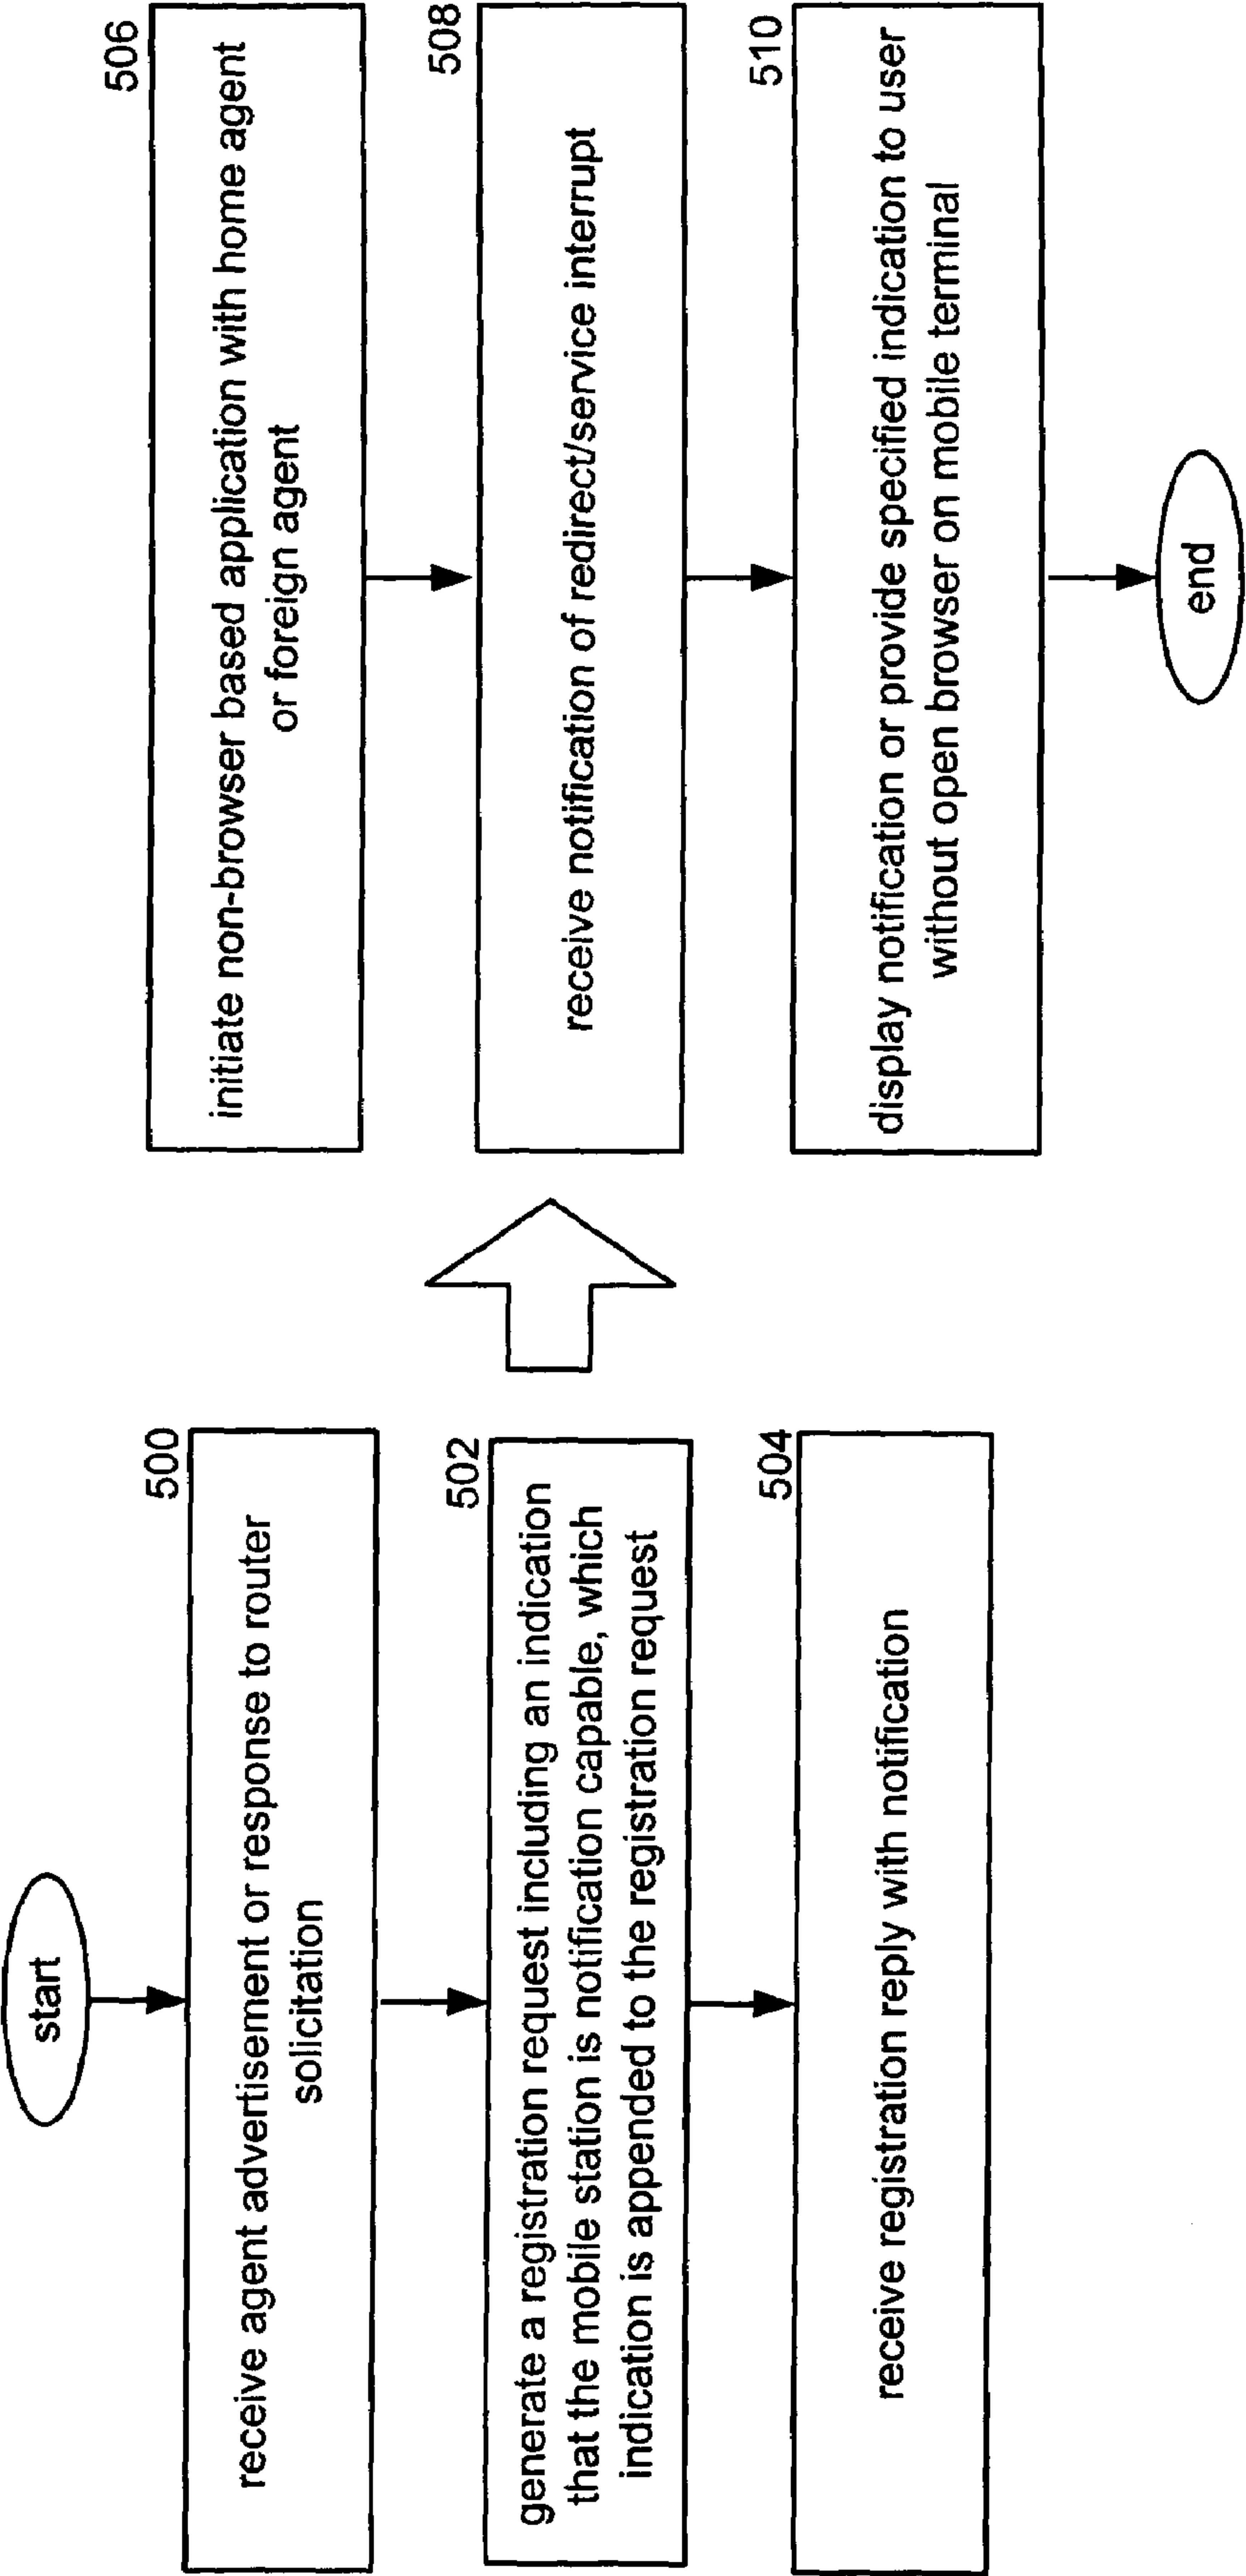 start
500
receive agent advertisement or response to router
solicitation
502
generate a registration request including an indication
that the mobile station is notification capable, which
indication is appended to the registration request
504
receive registration reply with notification
506
initiate non-browser based application with home agent
or foreign agent
508
receive notification of redirect/service interrupt
510
display notification or provide specified indication to user
without open browser on mobile terminal
end